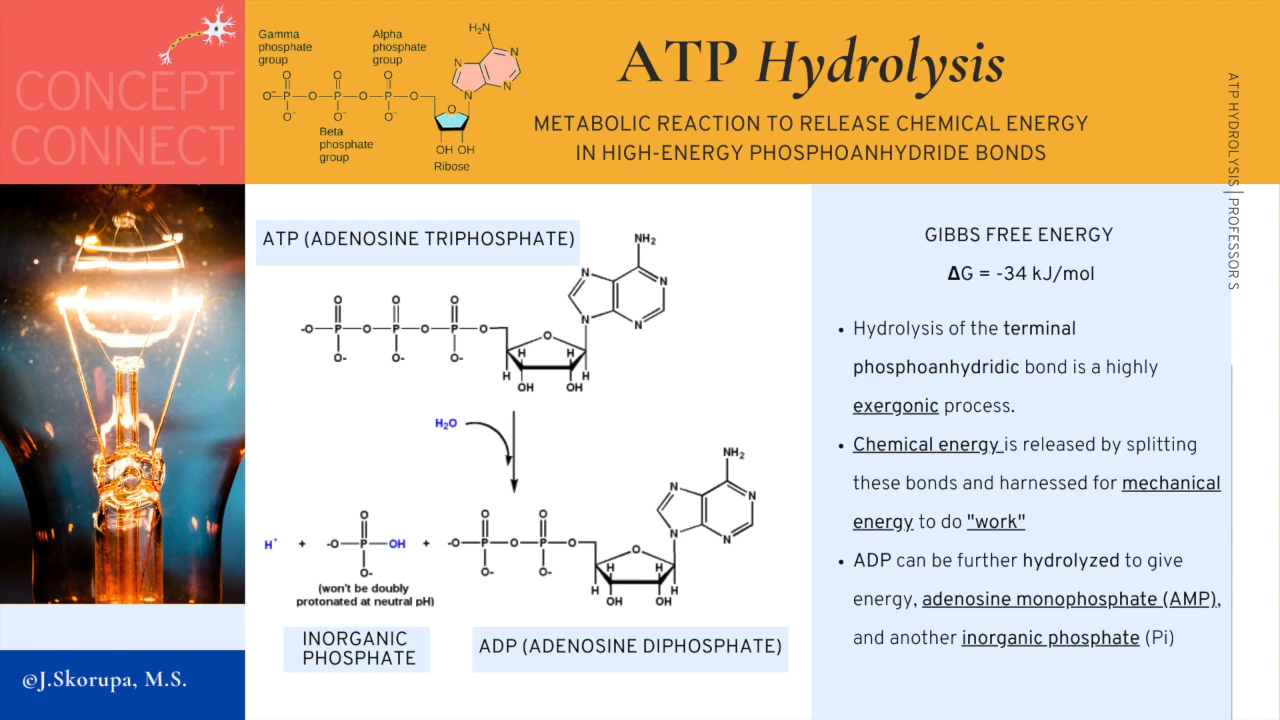 CONCEPT
CONNECT
Gamma
phosphate
group
Alpha
phosphate
group
H₂N
N
N
N
N
O
O
O
O⁻
P
O
P
O
P
O
O⁻
O⁻
O⁻
O
Beta
phosphate
group
OH OH
Ribose
ATP Hydrolysis
METABOLIC REACTION TO RELEASE CHEMICAL ENERGY
IN HIGH-ENERGY PHOSPHOANHYDRIDE BONDS
ATP HYDROLYSIS | PROFESSOR S
ATP (ADENOSINE TRIPHOSPHATE)
NH₂
N
N
N
N
O
O
O
-O
P
O
P
O
P
O
O-
O-
O-
O
H
H
H
H
OH
OH
H₂O
NH₂
N
N
N
N
H⁺
+
O
-O
P
OH
O-
+
O
O
-O
P
O
P
O
O-
O-
O
H
H
H
H
OH
OH
(won't be doubly
protonated at neutral pH)
INORGANIC
PHOSPHATE
ADP (ADENOSINE DIPHOSPHATE)
GIBBS FREE ENERGY
ΔG = -34 kJ/mol
• Hydrolysis of the terminal
phosphoanhydridic bond is a highly
exergonic process.
• Chemical energy is released by splitting
these bonds and harnessed for mechanical
energy to do "work"
• ADP can be further hydrolyzed to give
energy, adenosine monophosphate (AMP),
and another inorganic phosphate (Pi)
©J.Skorupa, M.S.